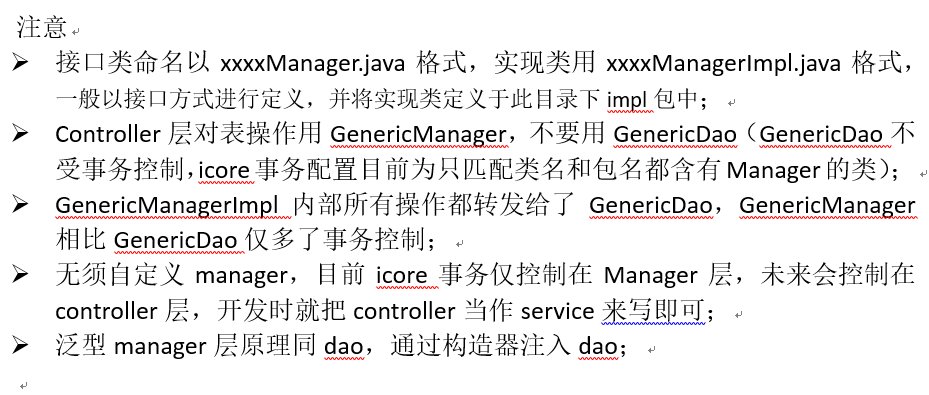 注意
➢ 接口类命名以 xxxxManager.java 格式，实现类用 xxxxManagerImpl.java 格式，
一般以接口方式进行定义，并将实现类定义于此目录下 impl 包中；
➢ Controller 层对表操作用 GenericManager，不要用 GenericDao（GenericDao 不
受事务控制，icore 事务配置目前为只匹配类名和包名都含有 Manager 的类）；
➢ GenericManagerImpl 内部所有操作都转发给了 GenericDao，GenericManager
相比 GenericDao 仅多了事务控制；
➢ 无须自定义 manager，目前 icore 事务仅控制在 Manager 层，未来会控制在
controller 层，开发时就把 controller 当作 service 来写即可；
➢ 泛型 manager 层原理同 dao，通过构造器注入 dao；